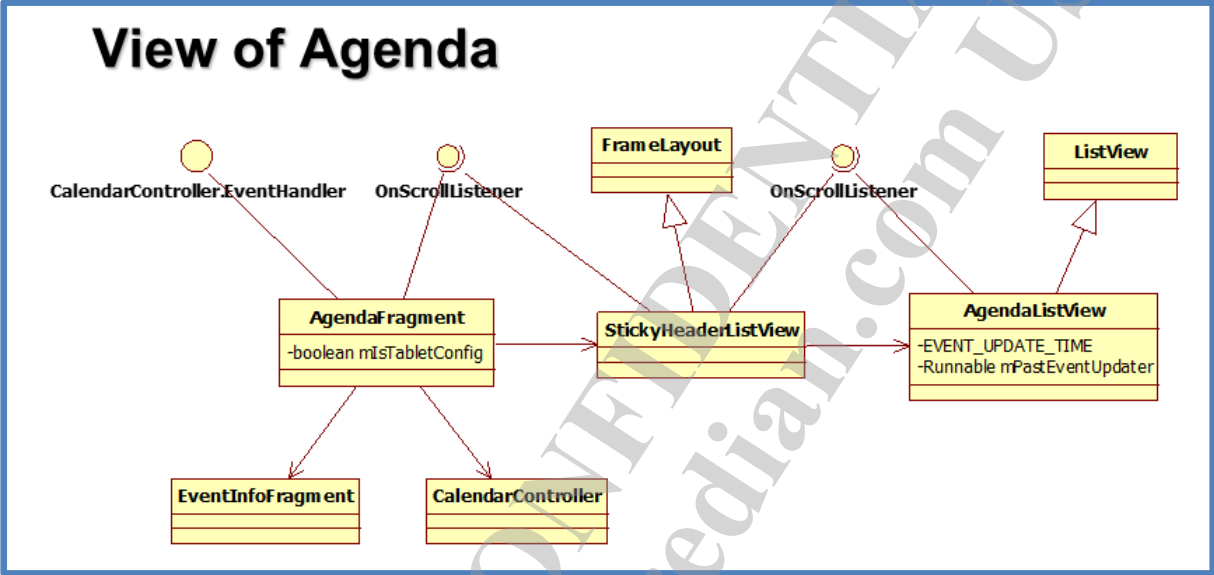 View of Agenda
FrameLayout
ListView
CalendarController.EventHandler
OnScrollListener
OnScrollListener
AgendaFragment
-boolean mIsTabletConfig
StickyHeaderListView
AgendaListView
-EVENT_UPDATE_TIME
-Runnable mPastEventUpdater
EventInfoFragment
CalendarController